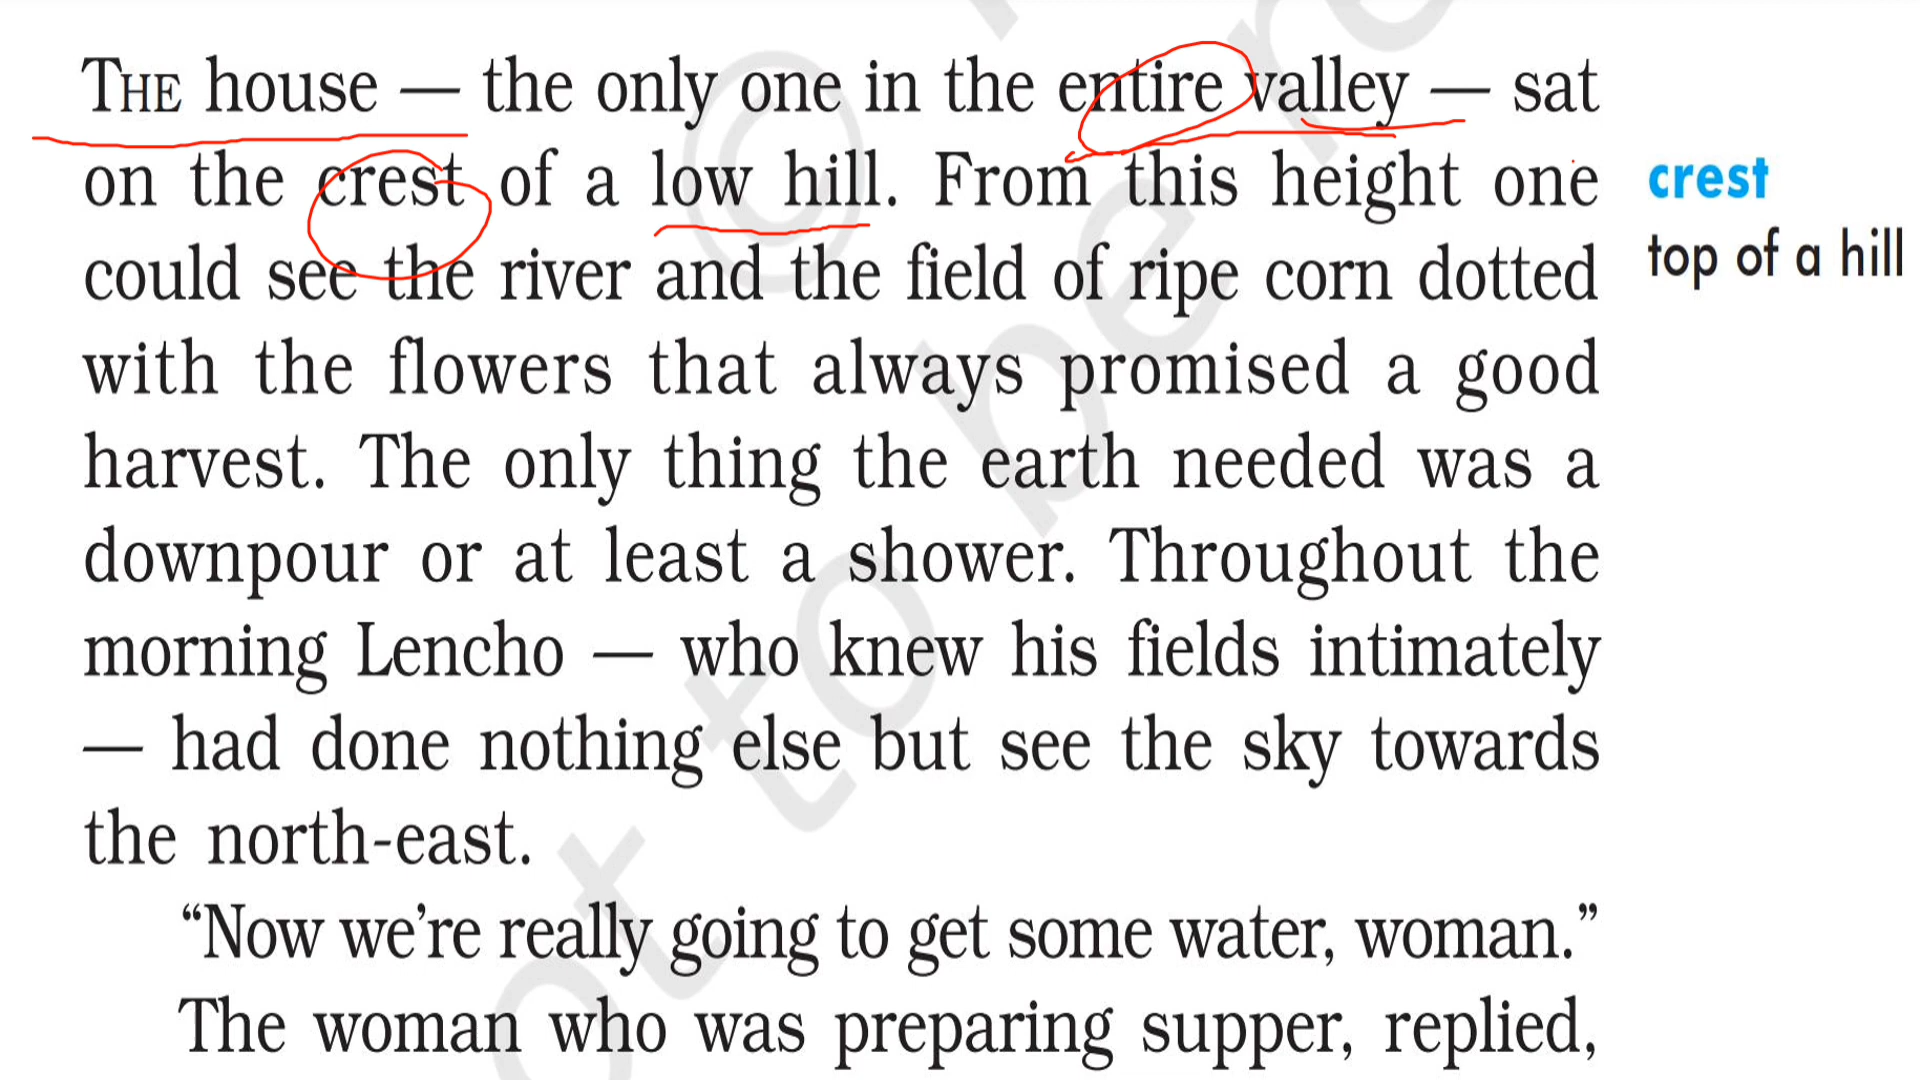 THE house — the only one in the entire valley — sat
on the crest of a low hill. From this height one
could see the river and the field of ripe corn dotted
with the flowers that always promised a good
harvest. The only thing the earth needed was a
downpour or at least a shower. Throughout the
morning Lencho — who knew his fields intimately
— had done nothing else but see the sky towards
the north-east.
“Now we’re really going to get some water, woman.”
The woman who was preparing supper, replied,
crest
top of a hill
©
not to be re